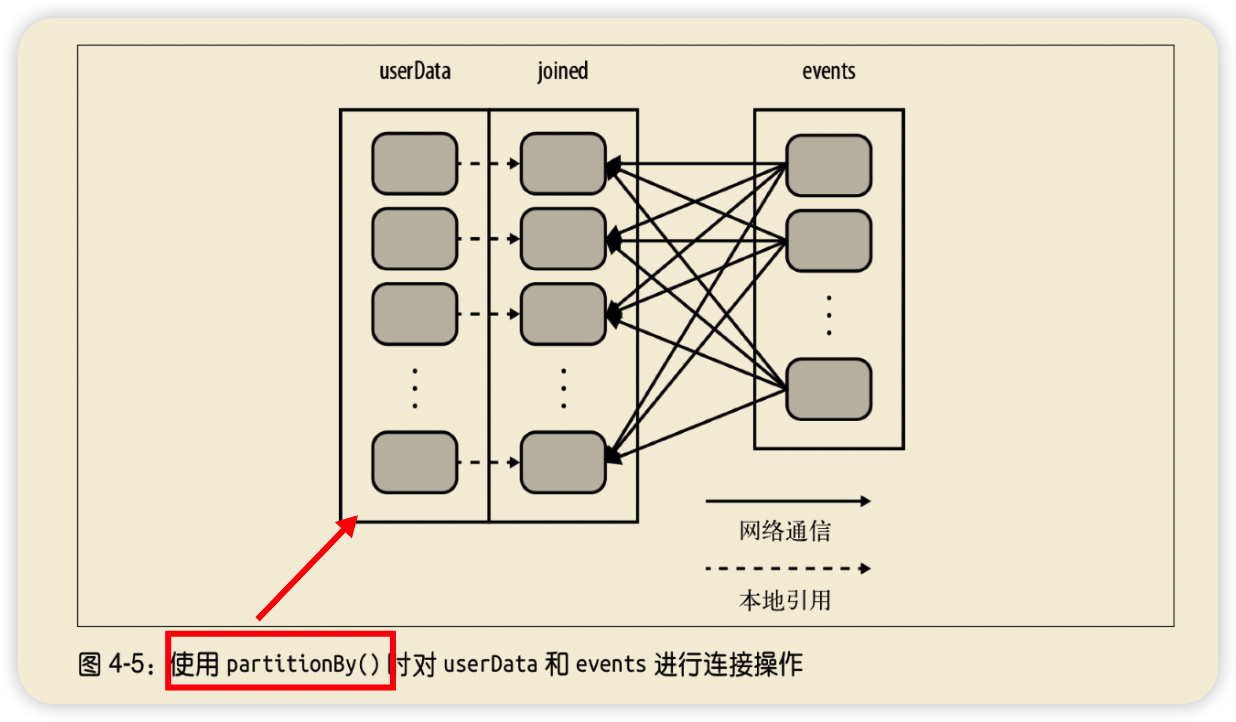 userData joined events
网络通信
本地引用
图 4-5：使用 partitionBy() 时对 userData 和 events 进行连接操作